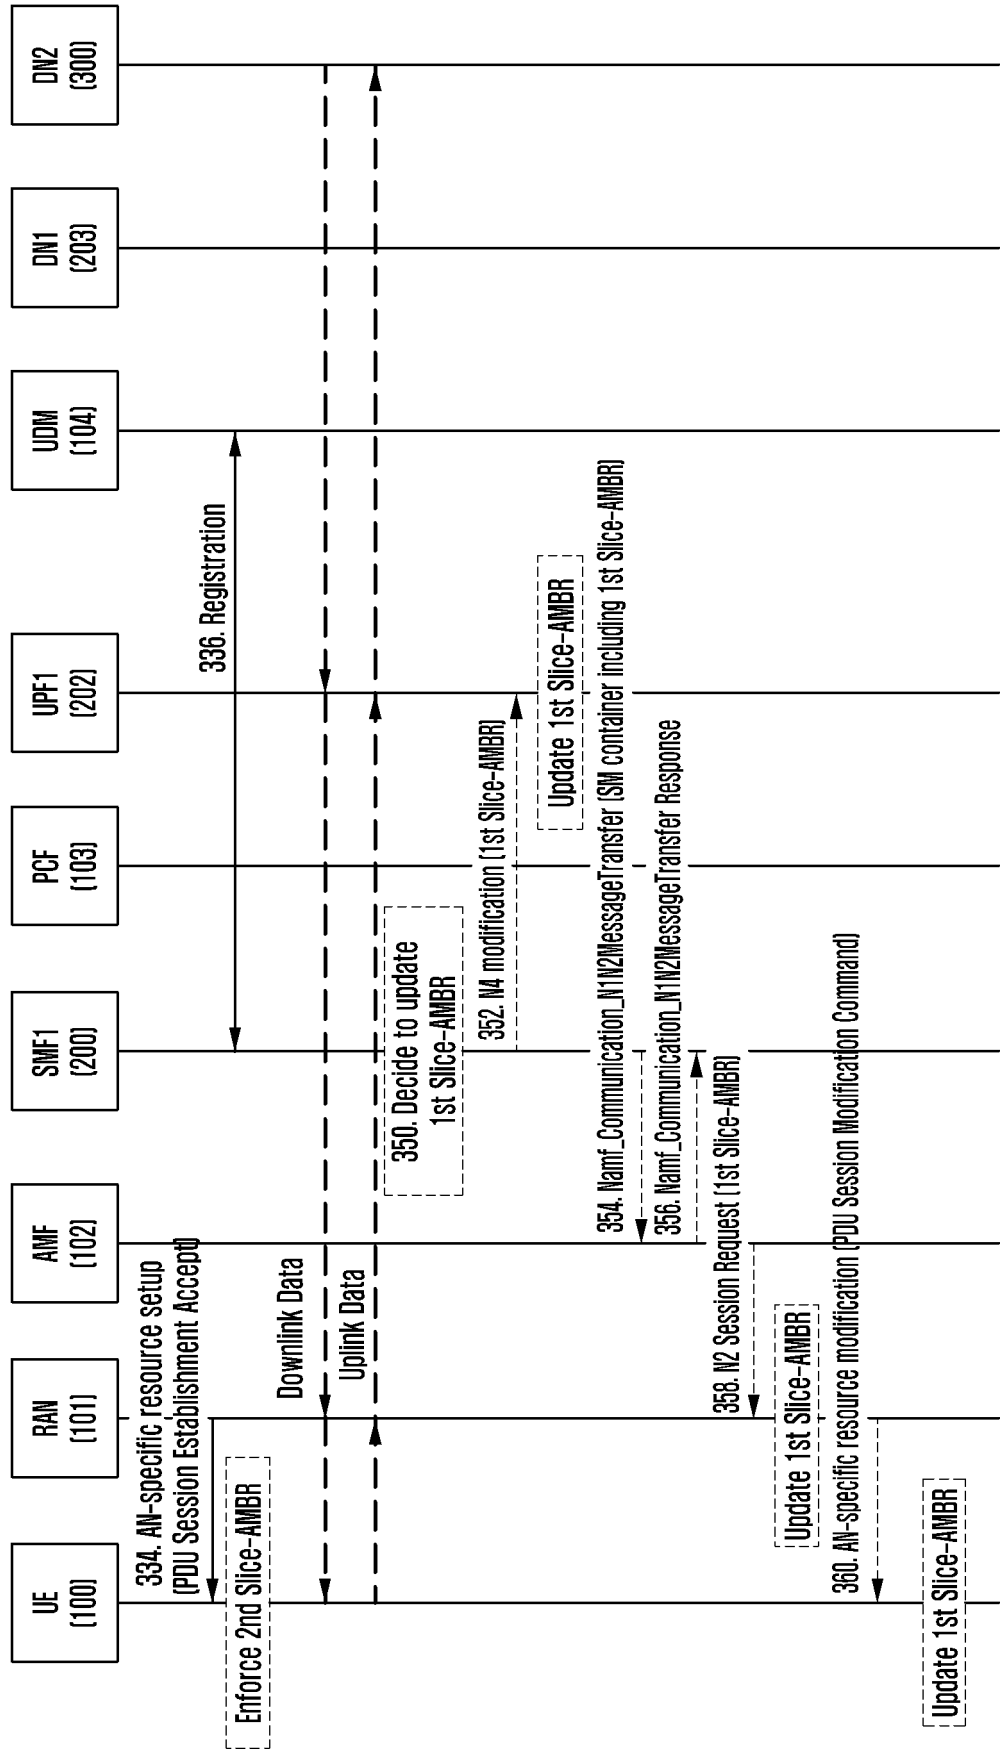 UE
(100)
RAN
(101)
AMF
(102)
SMF1
(200)
PCF
(103)
UPF1
(202)
UDM
(104)
DN1
(203)
DN2
(300)
334. AN-specific resource setup
(PDU Session Establishment Accept)
336. Registration
Enforce 2nd Slice-AMBR
Downlink Data
Uplink Data
350. Decide to update
1st Slice-AMBR
352. N4 modification (1st Slice-AMBR)
Update 1st Slice-AMBR
354. Namf_Communication_N1N2MessageTransfer (SM container including 1st Slice-AMBR)
356. Namf_Communication_N1N2MessageTransfer Response
358. N2 Session Request (1st Slice-AMBR)
Update 1st Slice-AMBR
360. AN-specific resource modification (PDU Session Modification Command)
Update 1st Slice-AMBR